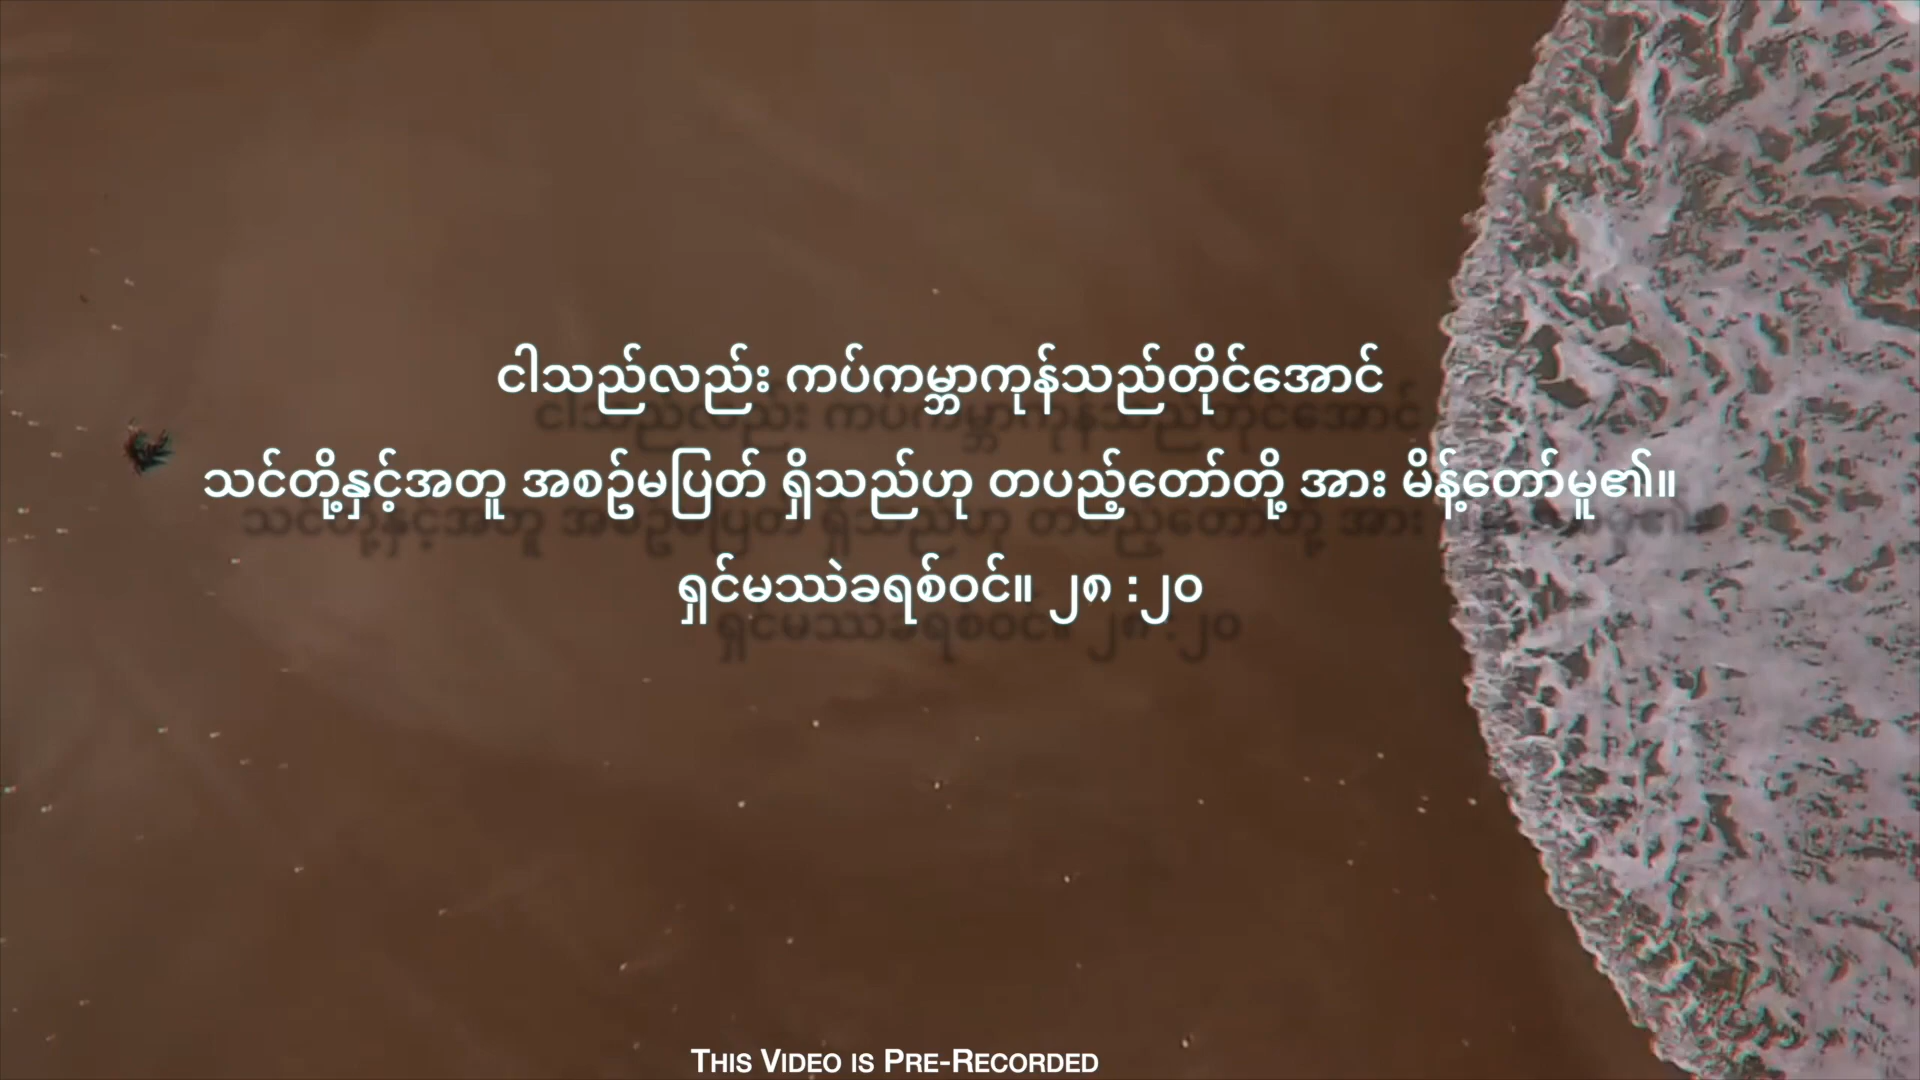 ငါသည်လည်း ကပ်ကမ္ဘာကုန်သည်တိုင်အောင်
သင်တို့နှင့်အတူ အစဥ်မပြတ် ရှိသည်ဟု တပည့်တော်တို့ အား မိန့်တော်မူ၏။
ရှင်မဿဲခရစ်ဝင်။ ၂၈ :၂၀
THIS VIDEO IS PRE-RECORDED